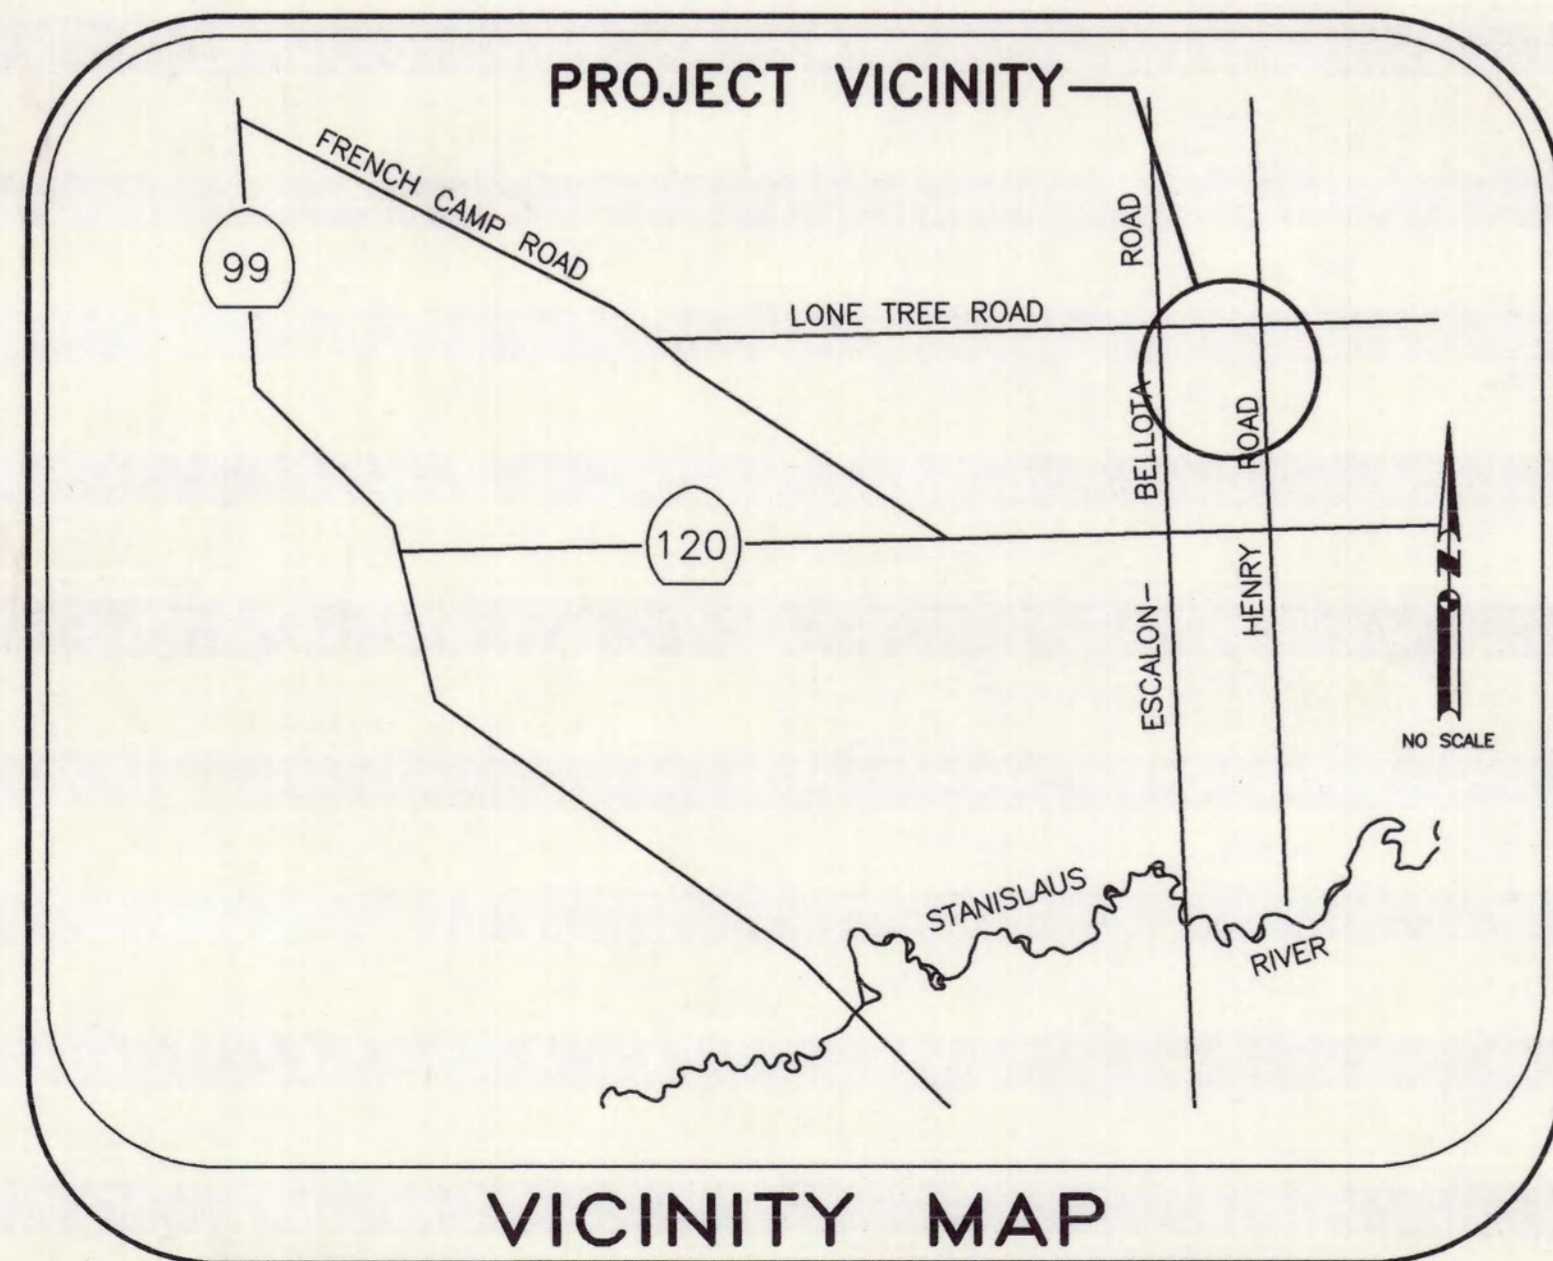 PROJECT VICINITY
FRENCH CAMP ROAD
99
ROAD
LONE TREE ROAD
BELLOTA
ROAD
120
HENRY
ESCALON-
N
NO SCALE
STANISLAUS
RIVER
VICINITY MAP